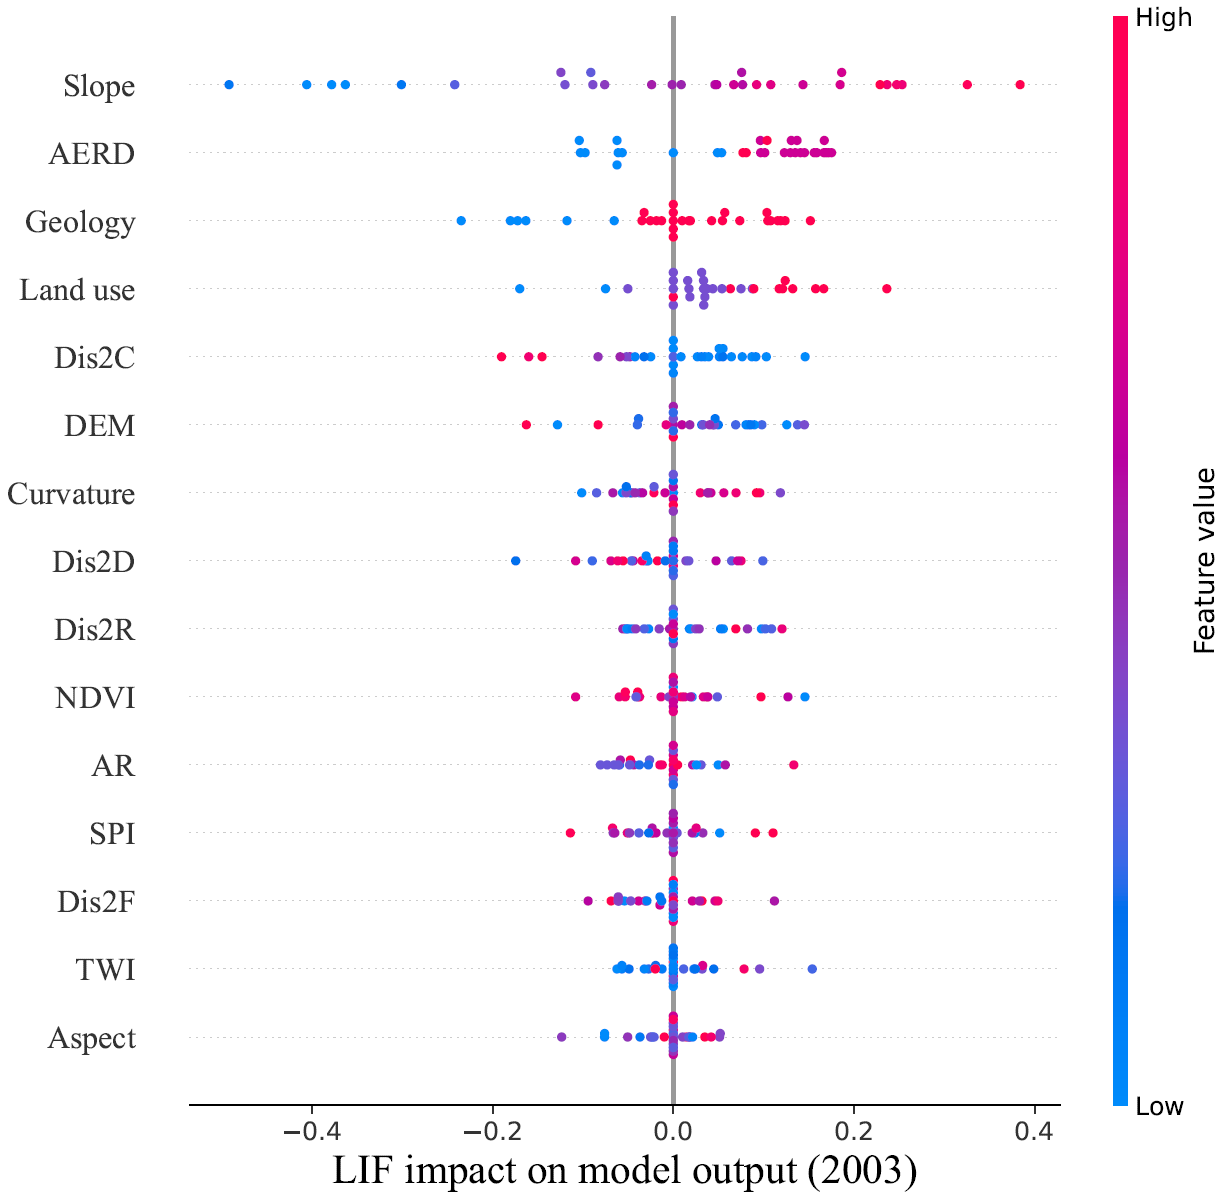 High
Slope
AERD
Geology
Land use
Dis2C
DEM
Curvature
Dis2D
Dis2R
NDVI
AR
SPI
Dis2F
TWI
Aspect
Feature value
Low
−0.4 −0.2 0.0 0.2 0.4
LIF impact on model output (2003)